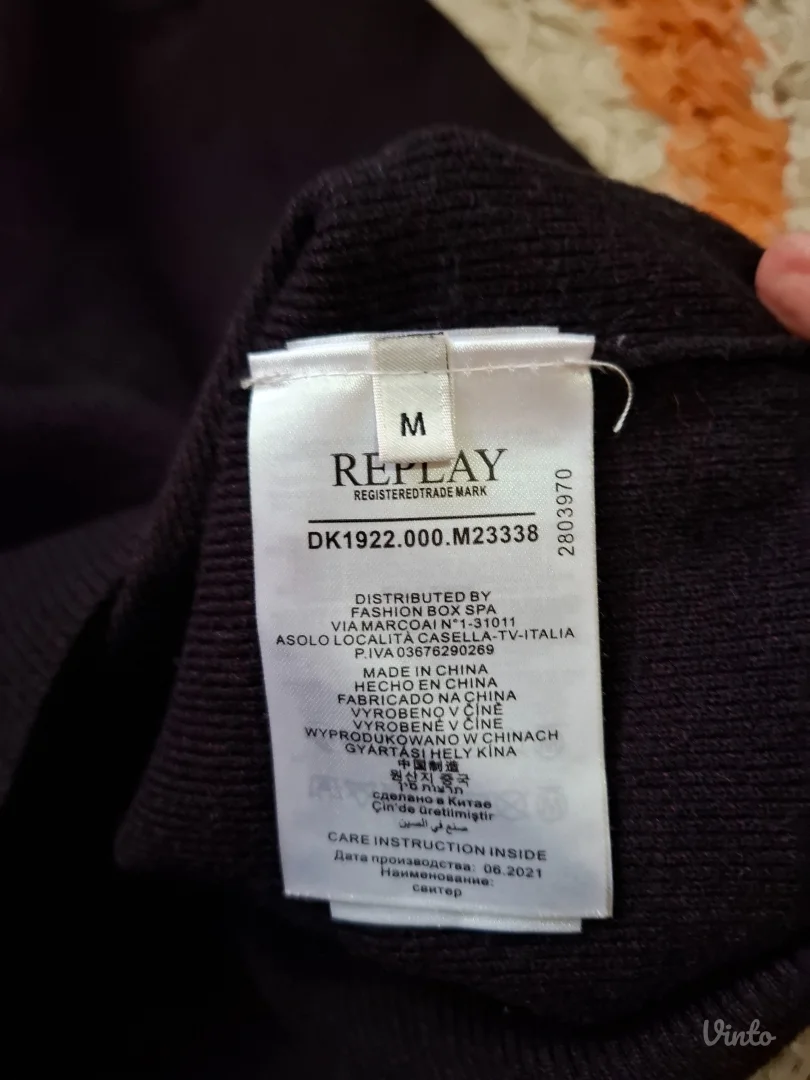 M
REPLAY
REGISTEREDTRADE MARK
DK1922.000.M23338
2803970
DISTRIBUTED BY
FASHION BOX SPA
VIA MARCOAI N°1-31011
ASOLO LOCALITÀ CASELLA-TV-ITALIA
P.IVA 03676290269
MADE IN CHINA
HECHO EN CHINA
FABRICADO NA CHINA
VYROBENO V ČÍNĚ
VYROBENÉ V ČÍNE
WYPRODUKOWANO W CHINACH
GYÁRTÁSI HELY KÍNA
中国制造
원산지 중국
сделано в Китае
Çin'de üretilmiştir
صنع في الصين
CARE INSTRUCTION INSIDE
Дата производства: 06.2021
Наименование:
свитер
Vinto